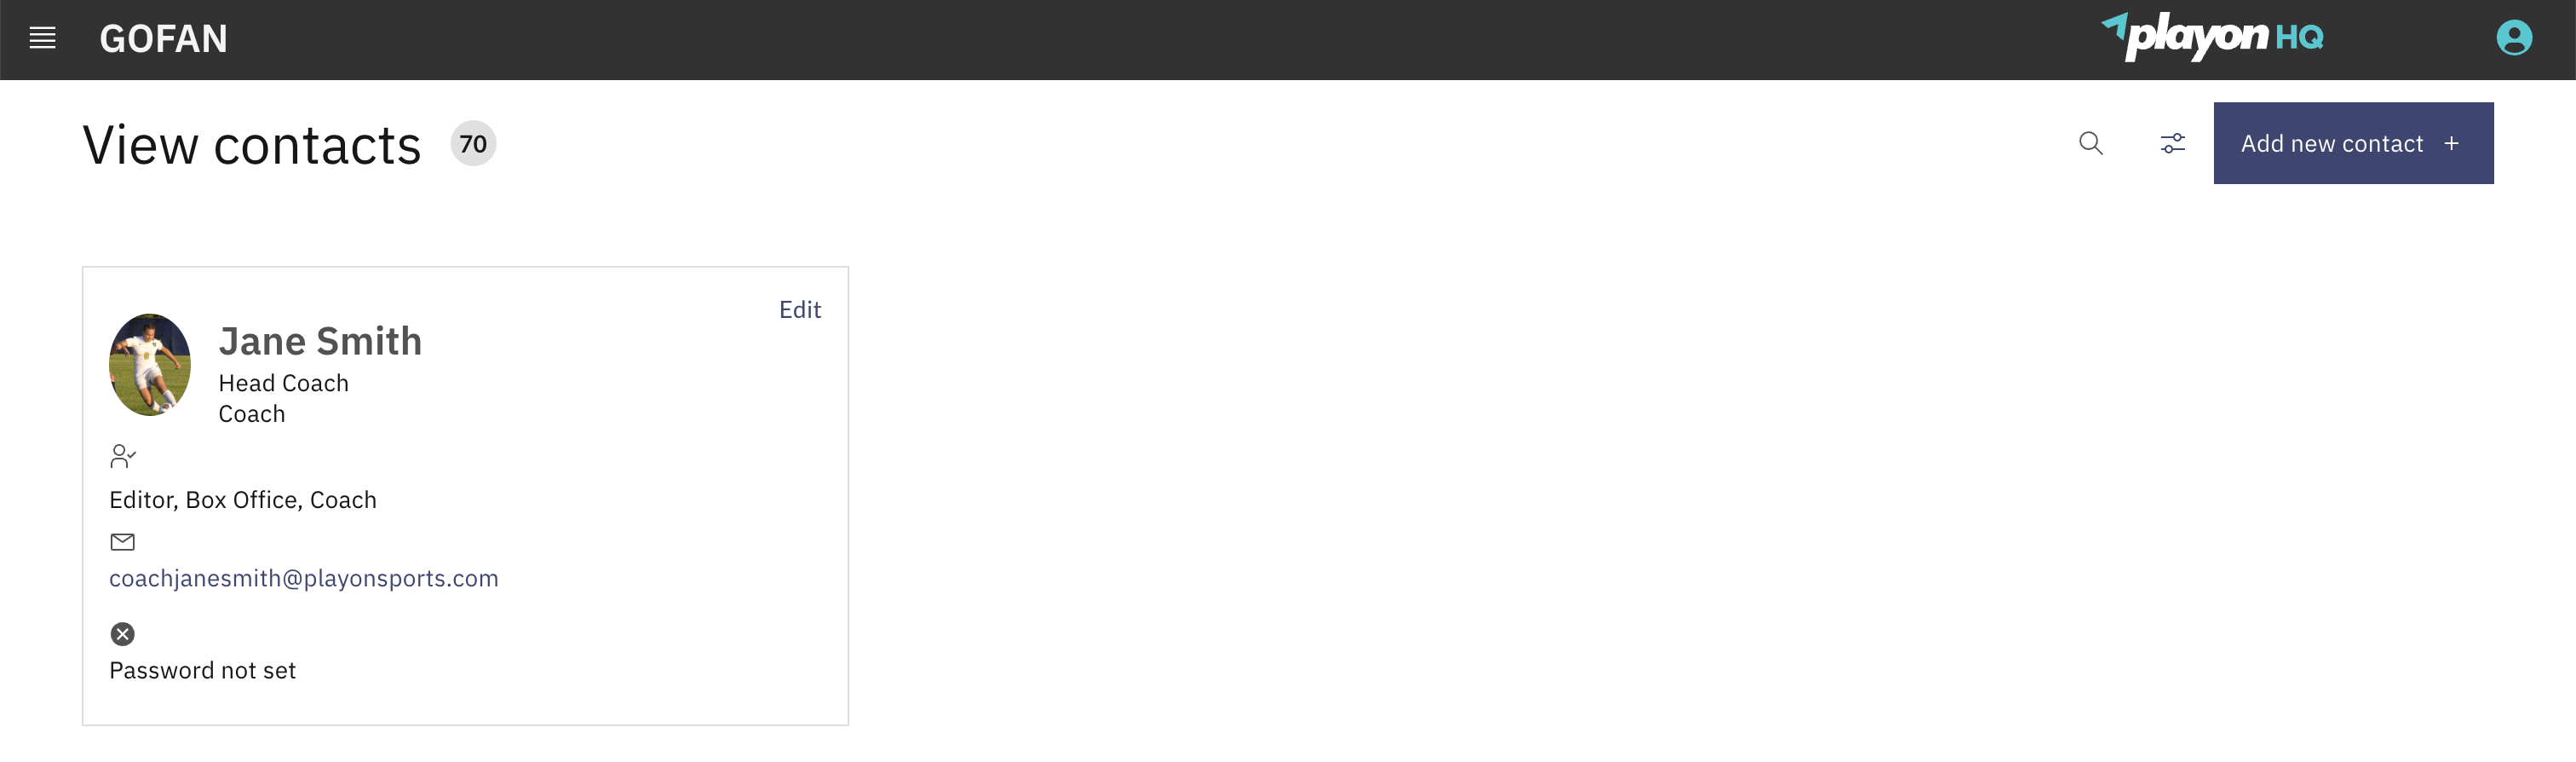 GOFAN
playon HQ
View contacts 70
Add new contact +
Edit
Jane Smith
Head Coach
Coach
Editor, Box Office, Coach
coachjanesmith@playonsports.com
Password not set